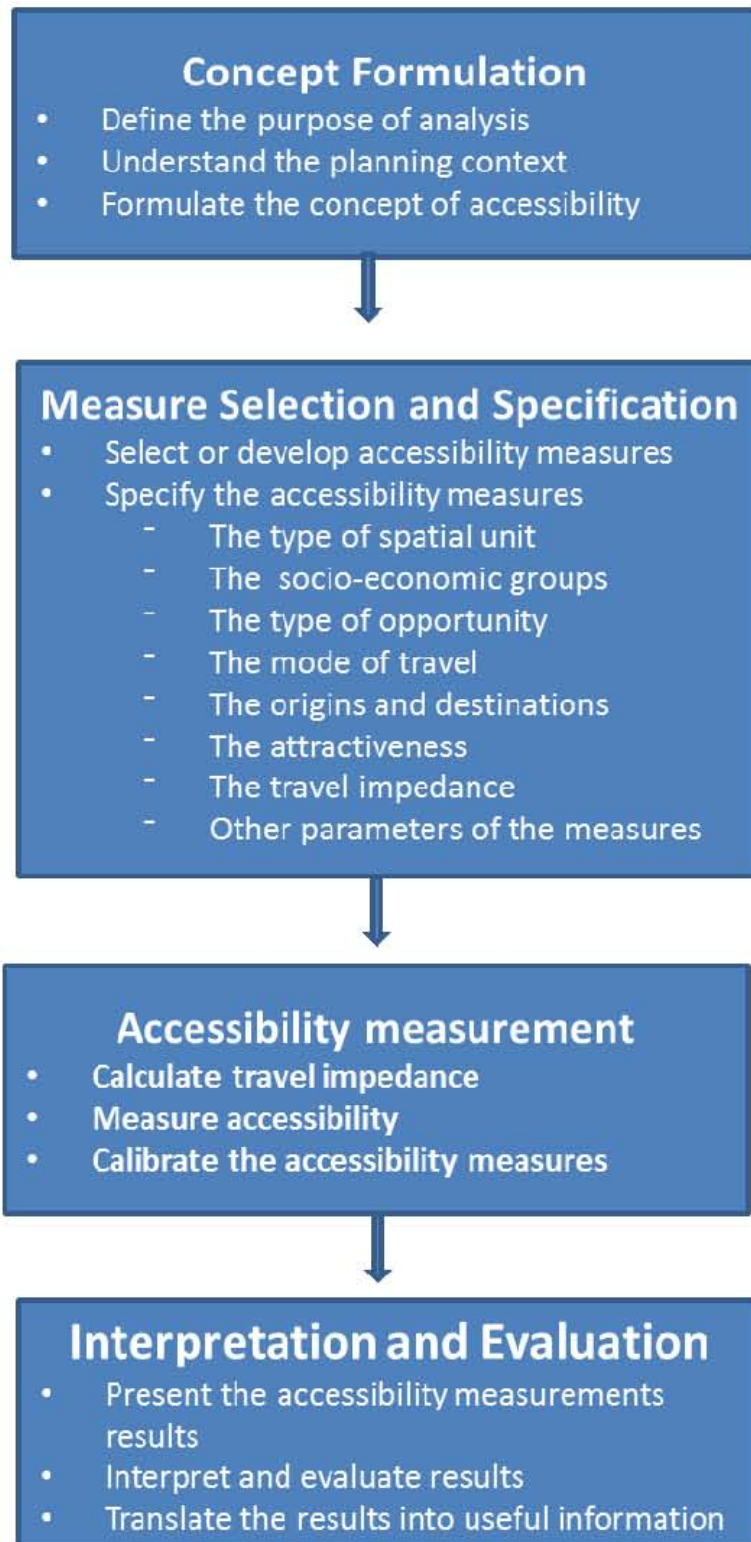 Concept Formulation
• Define the purpose of analysis
• Understand the planning context
• Formulate the concept of accessibility
Measure Selection and Specification
• Select or develop accessibility measures
• Specify the accessibility measures
- The type of spatial unit
- The socio-economic groups
- The type of opportunity
- The mode of travel
- The origins and destinations
- The attractiveness
- The travel impedance
- Other parameters of the measures
Accessibility measurement
• Calculate travel impedance
• Measure accessibility
• Calibrate the accessibility measures
Interpretation and Evaluation
• Present the accessibility measurements
results
• Interpret and evaluate results
• Translate the results into useful information